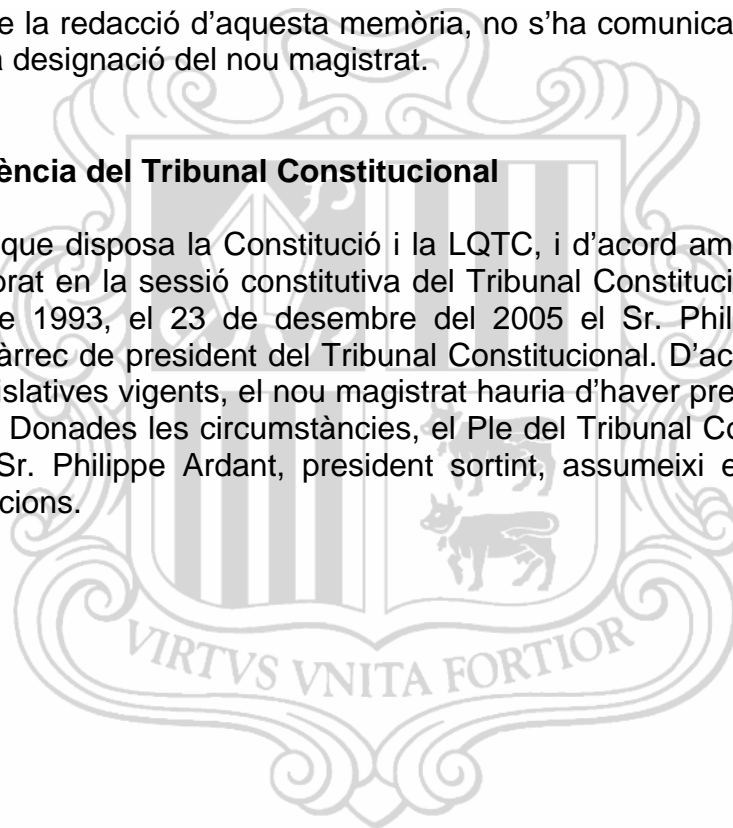 e la redacció d’aquesta memòria, no s’ha comunica
a designació del nou magistrat.
ència del Tribunal Constitucional
que disposa la Constitució i la LQTC, i d’acord am
orat en la sessió constitutiva del Tribunal Constituci
e 1993, el 23 de desembre del 2005 el Sr. Phil
àrrec de president del Tribunal Constitucional. D’ac
islatives vigents, el nou magistrat hauria d’haver pre
Donades les circumstàncies, el Ple del Tribunal Co
Sr. Philippe Ardant, president sortint, assumeixi e
cions.
VIRTVS VNITA FORTIOR